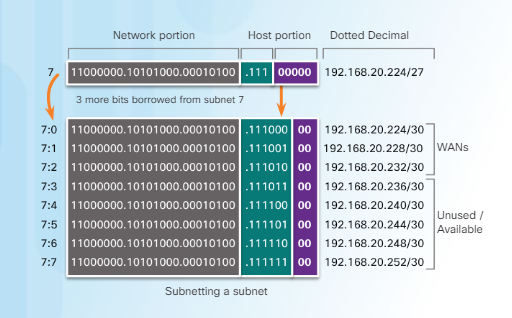 Network portion Host portion Dotted Decimal
7 11000000.10101000.00010100 .111 00000 192.168.20.224/27
3 more bits borrowed from subnet 7
7:0 11000000.10101000.00010100 .111000 00 192.168.20.224/30
7:1 11000000.10101000.00010100 .111001 00 192.168.20.228/30
WANs
7:2 11000000.10101000.00010100 .111010 00 192.168.20.232/30
7:3 11000000.10101000.00010100 .111011 00 192.168.20.236/30
7:4 11000000.10101000.00010100 .111100 00 192.168.20.240/30
7:5 11000000.10101000.00010100 .111101 00 192.168.20.244/30
Unused /
Available
7:6 11000000.10101000.00010100 .111110 00 192.168.20.248/30
7:7 11000000.10101000.00010100 .111111 00 192.168.20.252/30
Subnetting a subnet